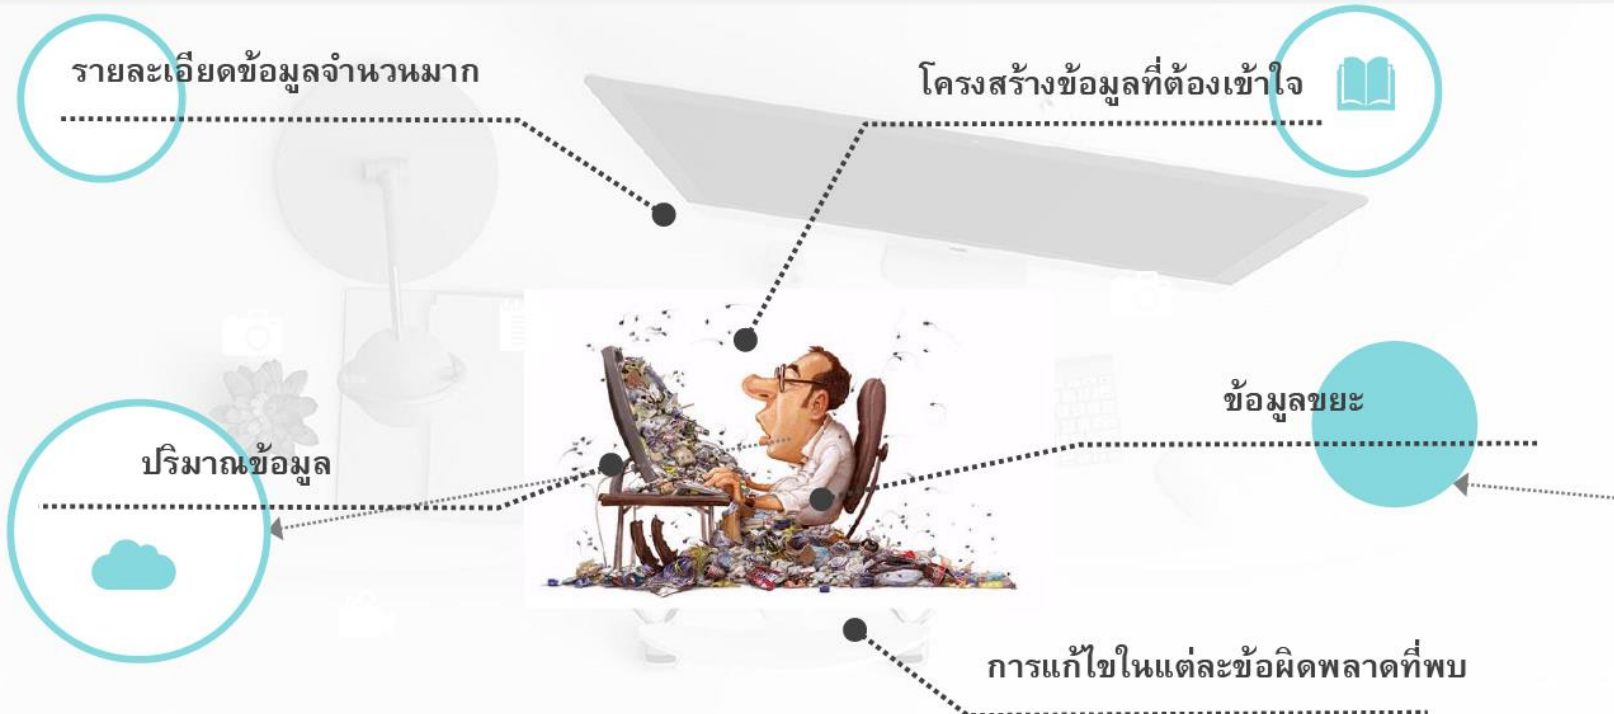 รายละเอียดข้อมูลจำนวนมาก
โครงสร้างข้อมูลที่ต้องเข้าใจ
ข้อมูลขยะ
ปริมาณข้อมูล
การแก้ไขในแต่ละข้อผิดพลาดที่พบ